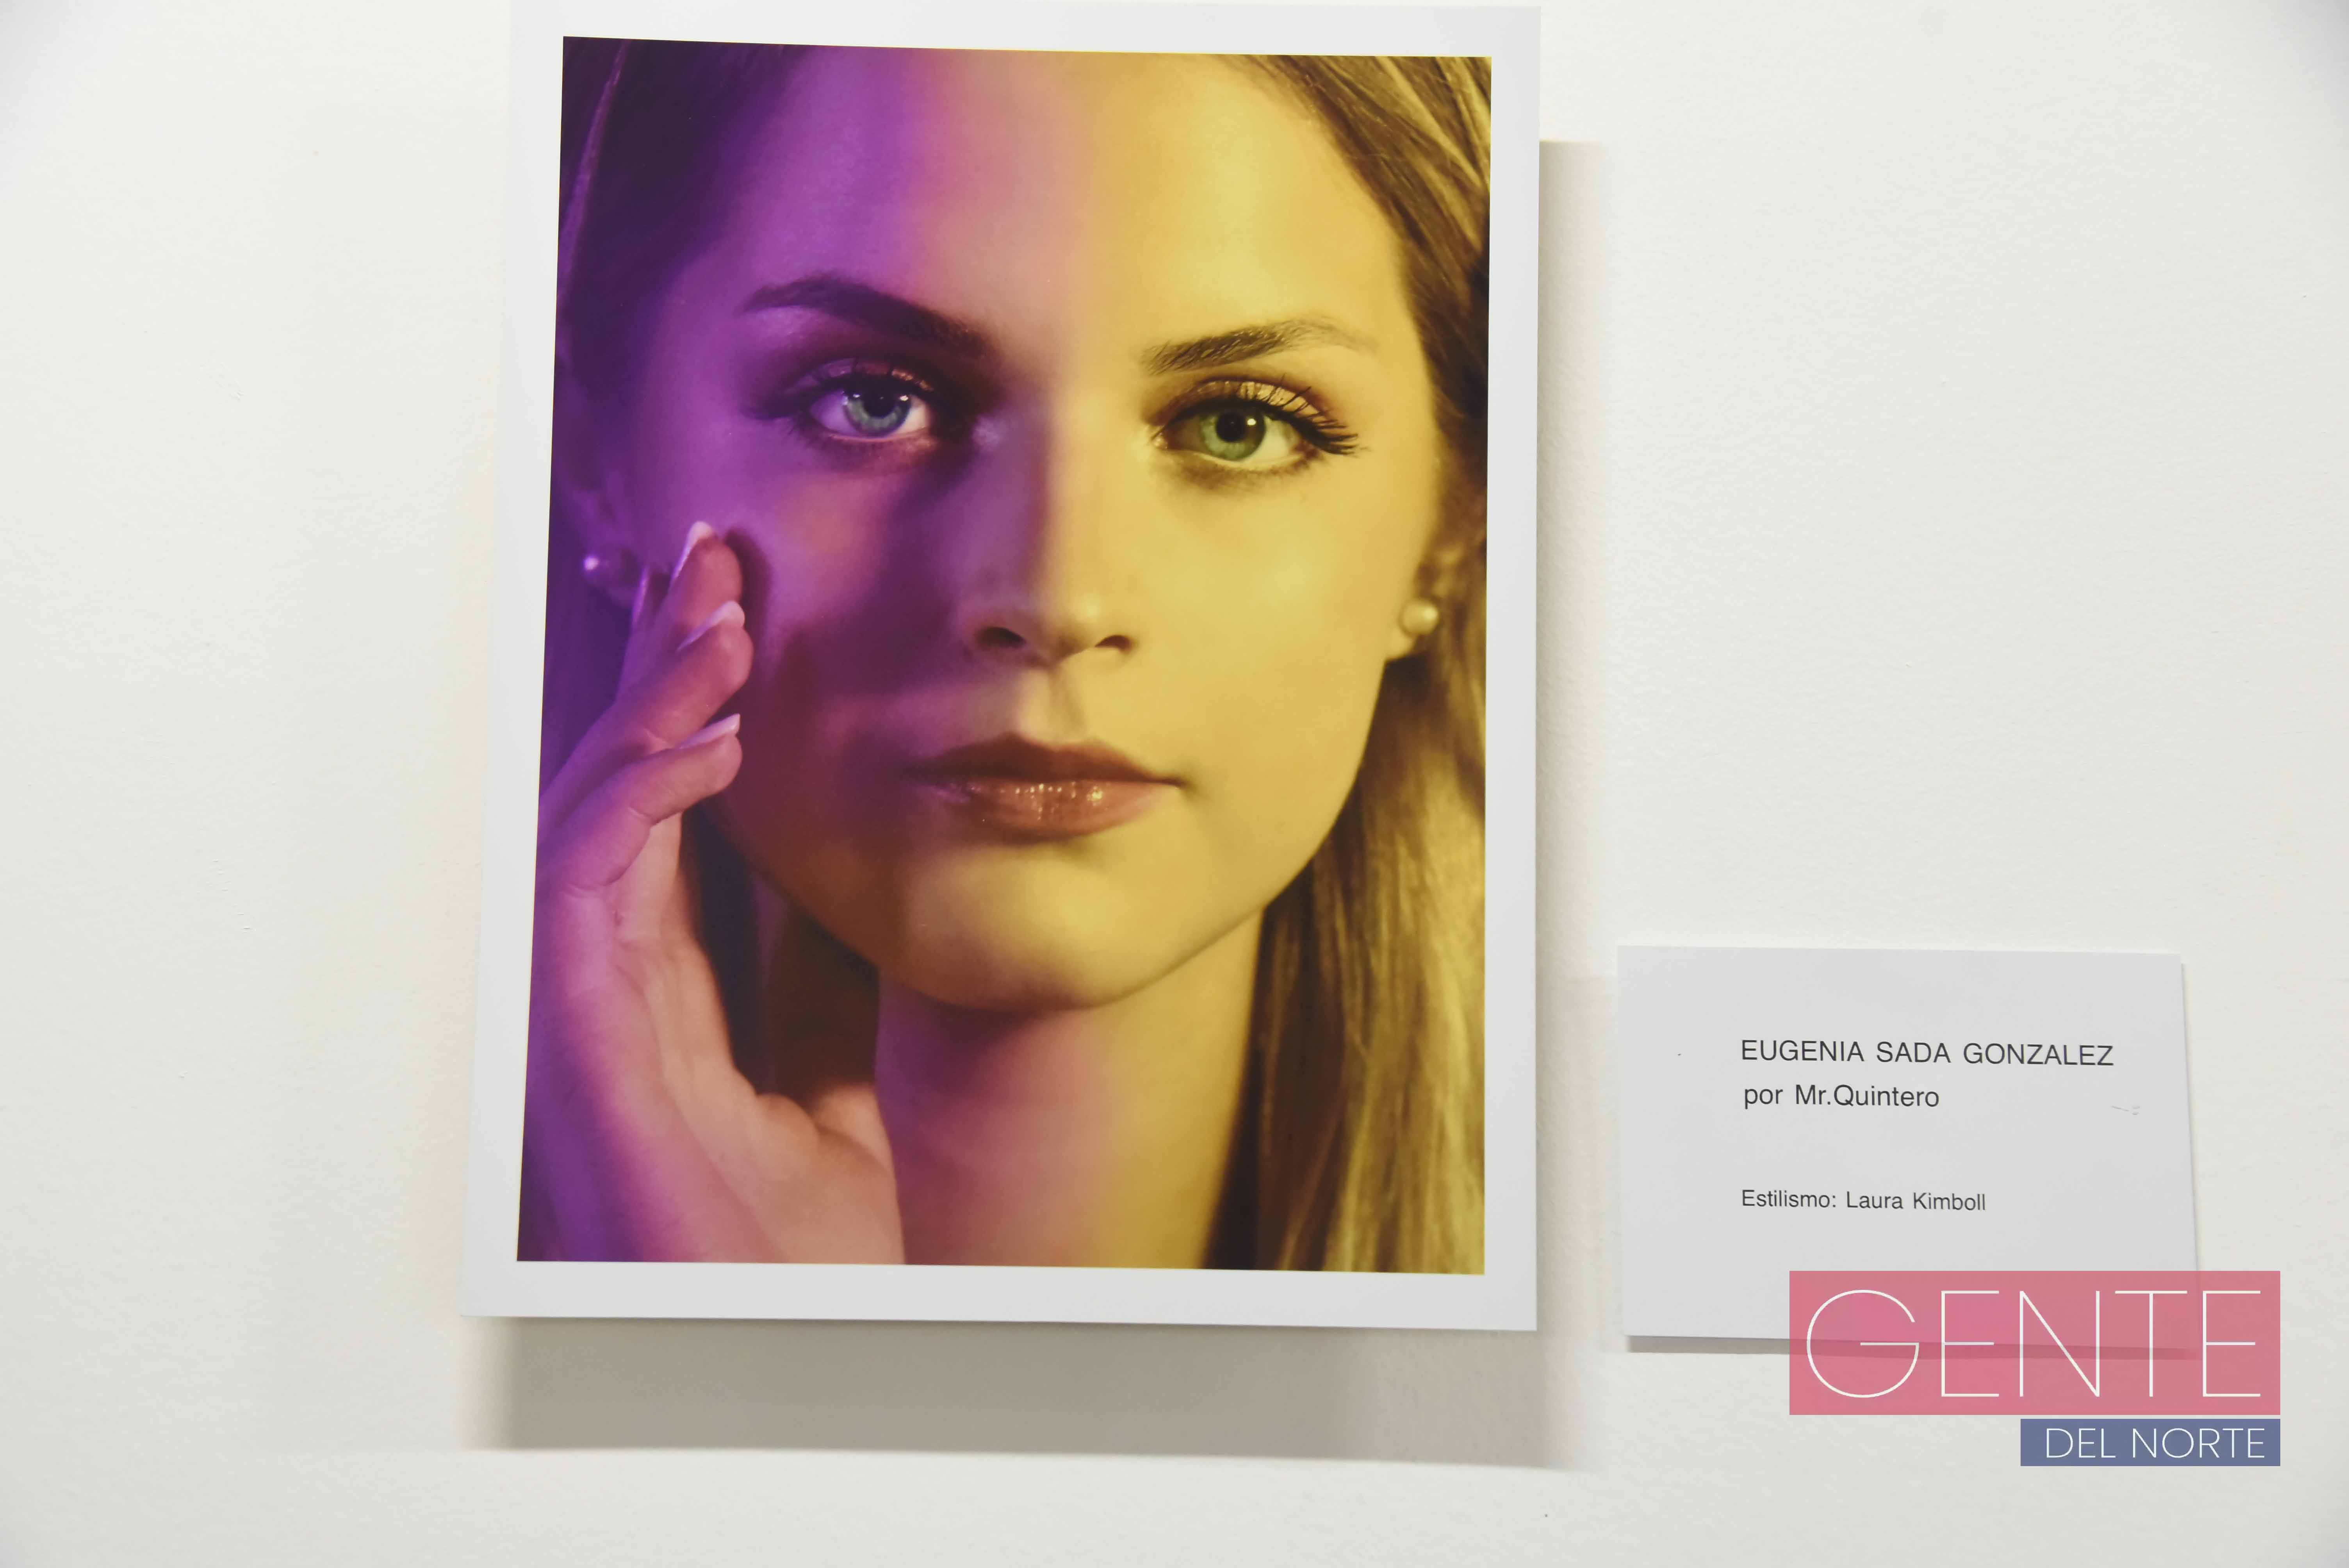 EUGENIA SADA GONZALEZ
por Mr.Quintero
Estilismo: Laura Kimboll
GENTE
DEL NORTE